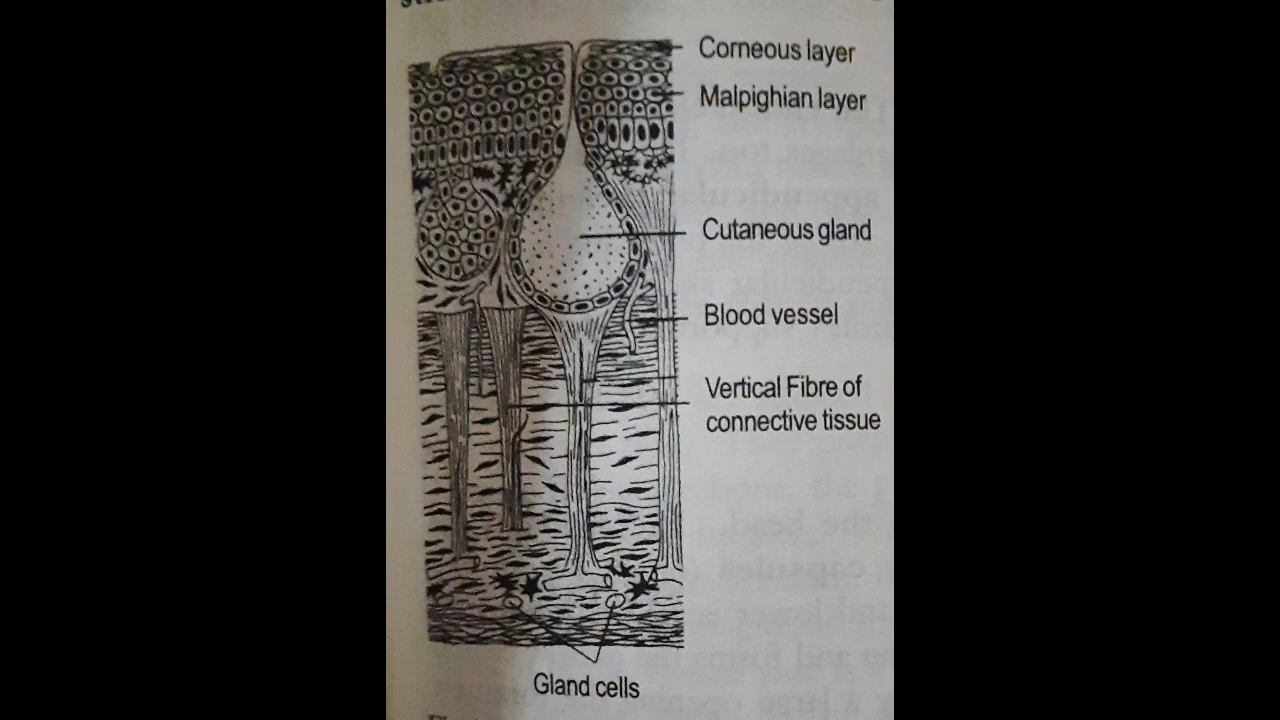 Corneous layer
Malpighian layer
Cutaneous gland
Blood vessel
Vertical Fibre of
connective tissue
Gland cells